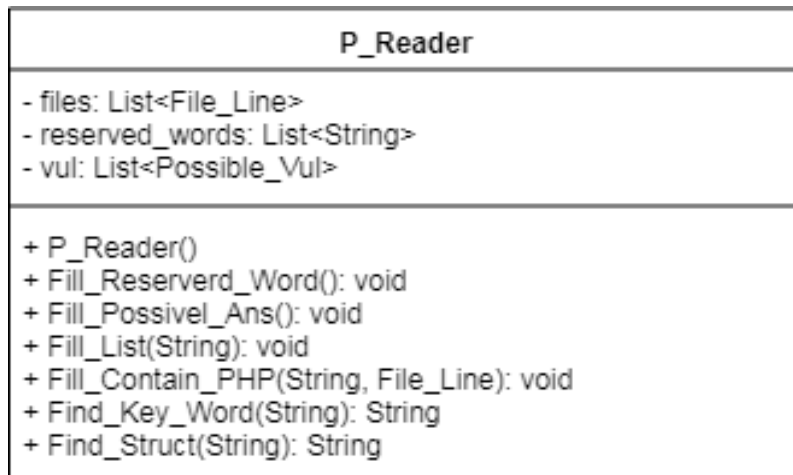 P_Reader
- files: List<File_Line>
- reserved_words: List<String>
- vul: List<Possible_Vul>
+ P_Reader()
+ Fill_Reserverd_Word(): void
+ Fill_Possivel_Ans(): void
+ Fill_List(String): void
+ Fill_Contain_PHP(String, File_Line): void
+ Find_Key_Word(String): String
+ Find_Struct(String): String